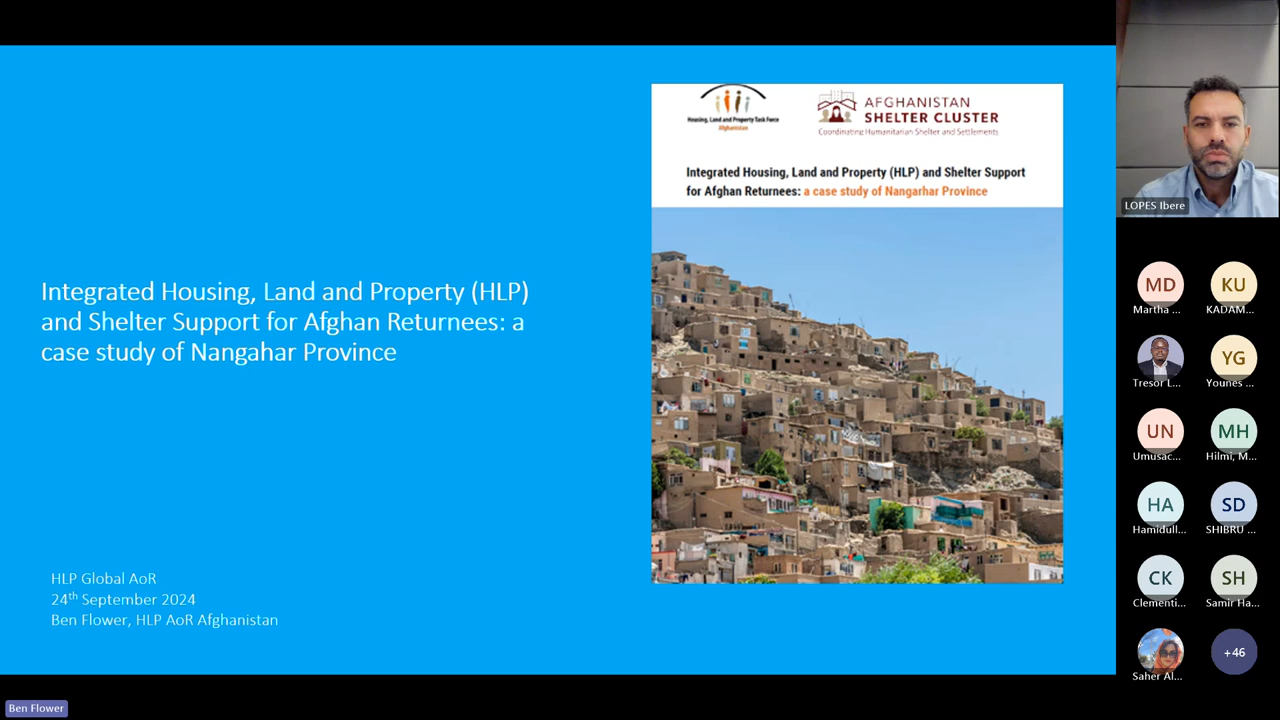 Integrated Housing, Land and Property (HLP)
and Shelter Support for Afghan Returnees: a
case study of Nangahar Province
HLP Global AoR
24th September 2024
Ben Flower, HLP AoR Afghanistan
Housing, Land and Property Task Force
Afghanistan
AFGHANISTAN
SHELTER CLUSTER
Coordinating Humanitarian Shelter and Settlements
Integrated Housing, Land and Property (HLP) and Shelter Support
for Afghan Returnees: a case study of Nangarhar Province
LOPES Ibere
MD
Martha ...
KU
KADAM...
Tresor L...
YG
Younes ...
UN
Umusac...
MH
Hilmi, M...
HA
Hamidull...
SD
SHIBRU ...
CK
Clementi...
SH
Samir Ha...
Saher Al...
+46
Ben Flower